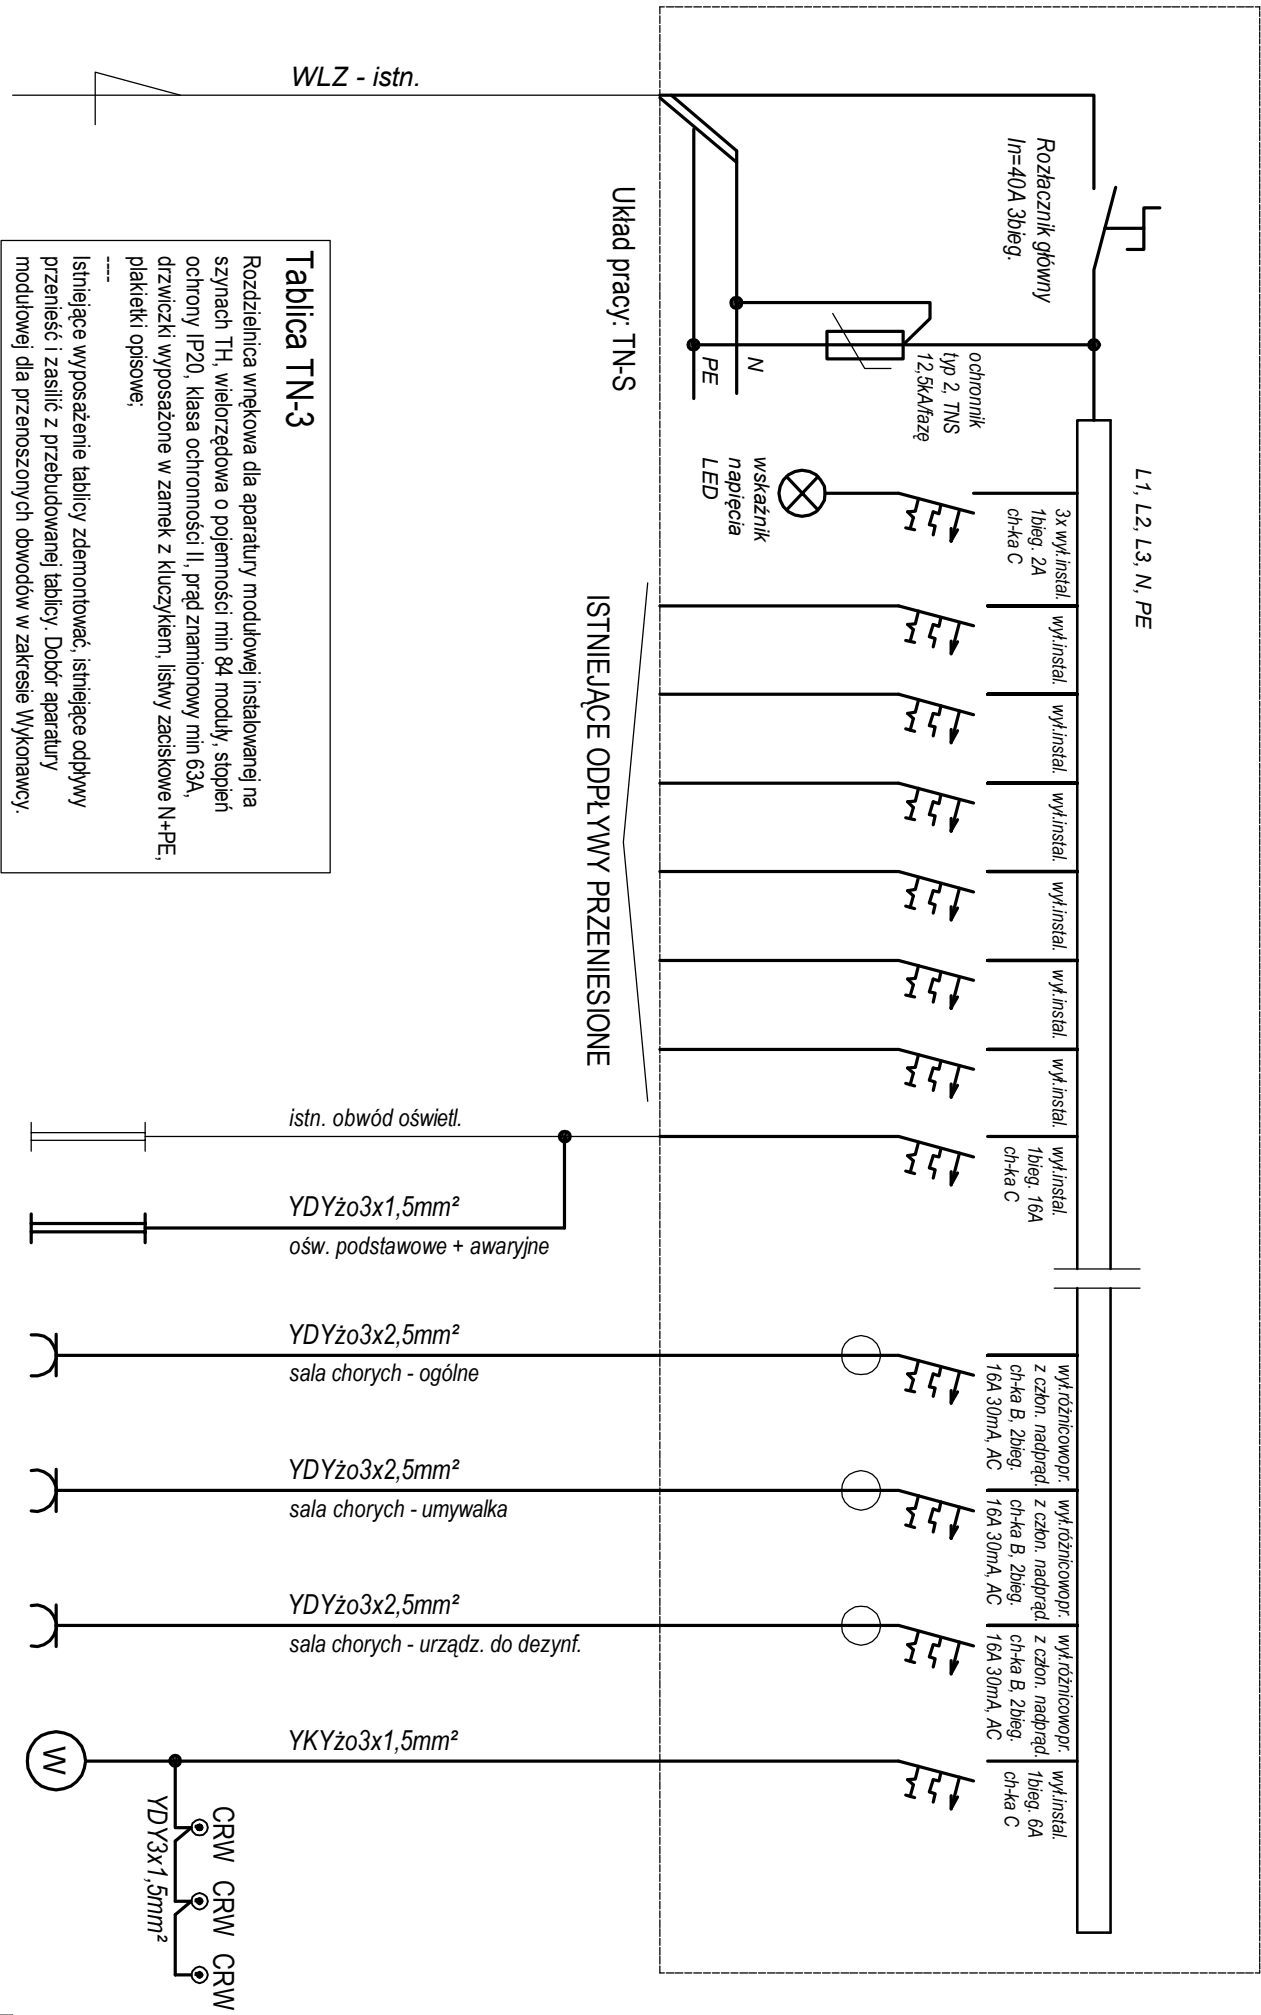 WLZ - istn.
Rozłacznik główny
In=40A 3bieg.
Układ pracy: TN-S
N
PE
ochronnik
typ 2, TNS
12,5kA/fazę
L1, L2, L3, N, PE
wskaźnik
napięcia
LED
3x wył.instal.
1bieg. 2A
ch-ka C
wył.instal.
wył.instal.
wył.instal.
wył.instal.
wył.instal.
wył.instal.
wył.instal.
1bieg. 16A
ch-ka C
ISTNIEJĄCE ODPŁYWY PRZENIESIONE
wył.różnicowopr.
z człon. nadprąd.
ch-ka B, 2bieg.
16A 30mA, AC
wył.różnicowopr.
z człon. nadprąd.
ch-ka B, 2bieg.
16A 30mA, AC
wył.różnicowopr.
z człon. nadprąd.
ch-ka B, 2bieg.
16A 30mA, AC
wył.instal.
1bieg. 6A
ch-ka C
Tablica TN-3
Rozdzielnica wnękowa dla aparatury modułowej instalowanej na
szynach TH, wielorzędowa o pojemności min 84 moduły, stopień
ochrony IP20, klasa ochronności II, prąd znamionowy min 63A,
drzwiczki wyposażone w zamek z kluczykiem, listwy zaciskowe N+PE,
plakietki opisowe;
----
Istniejące wyposażenie tablicy zdemontować, istniejące odpływy
przenieść i zasilić z przebudowanej tablicy. Dobór aparatury
modułowej dla przenoszonych obwodów w zakresie Wykonawcy.
istn. obwód oświetl.
YDYżo3x1,5mm²
ośw. podstawowe + awaryjne
YDYżo3x2,5mm²
sala chorych - ogólne
YDYżo3x2,5mm²
sala chorych - umywalka
YDYżo3x2,5mm²
sala chorych - urządz. do dezynf.
YKYżo3x1,5mm²
W
CRW
CRW
CRW
YDY3x1,5mm²